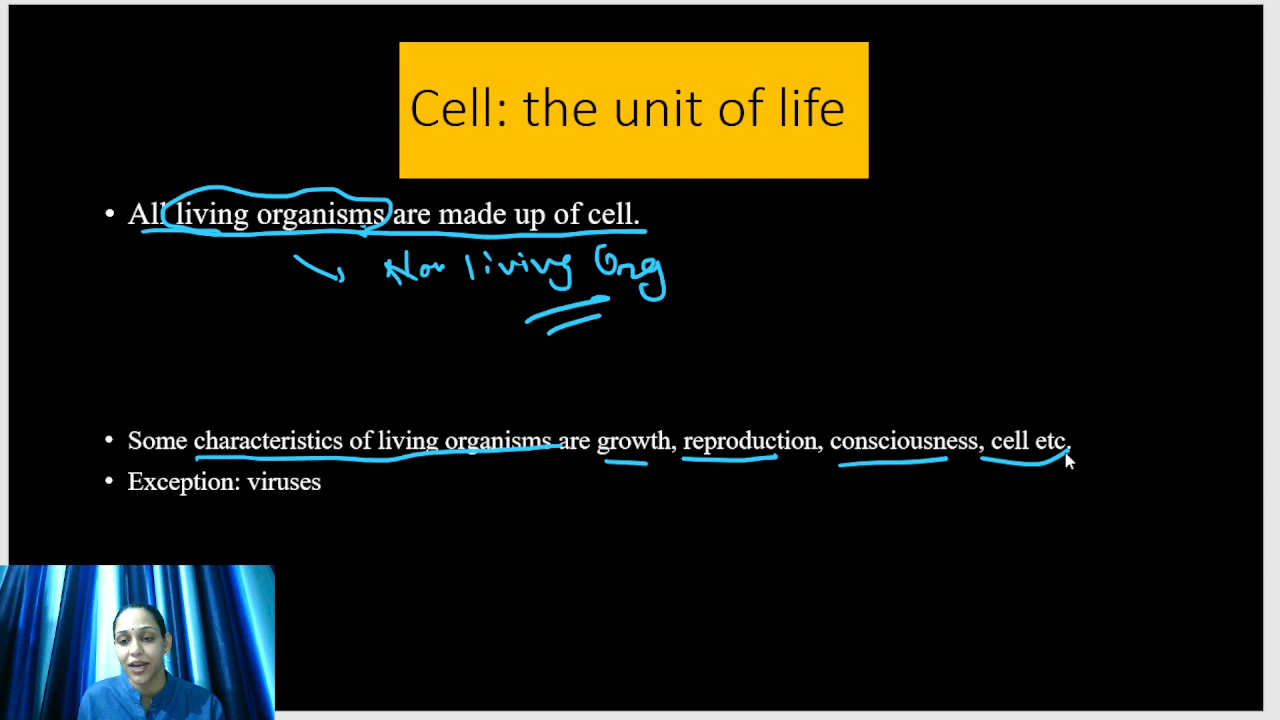 Cell: the unit of life
• All living organisms are made up of cell.
Non living Org
• Some characteristics of living organisms are growth, reproduction, consciousness, cell etc.
• Exception: viruses